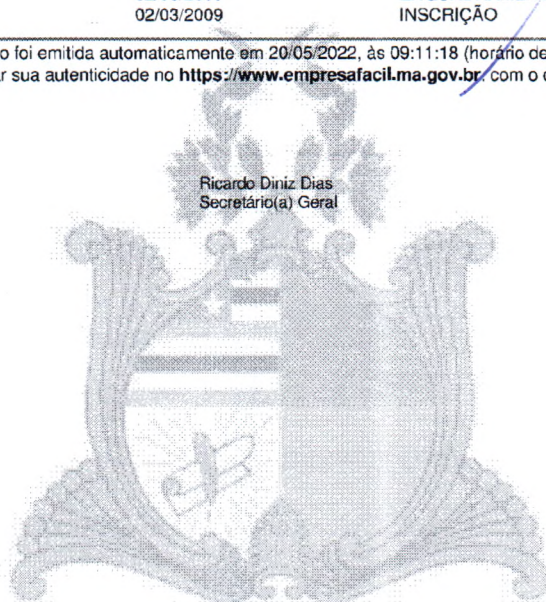 02/03/2009 INSCRIÇÃO
o foi emitida automaticamente em 20/05/2022, às 09:11:18 (horário de
ar sua autenticidade no https://www.empresafacil.ma.gov.br, com o c
Ricardo Diniz Dias
Secretário(a) Geral